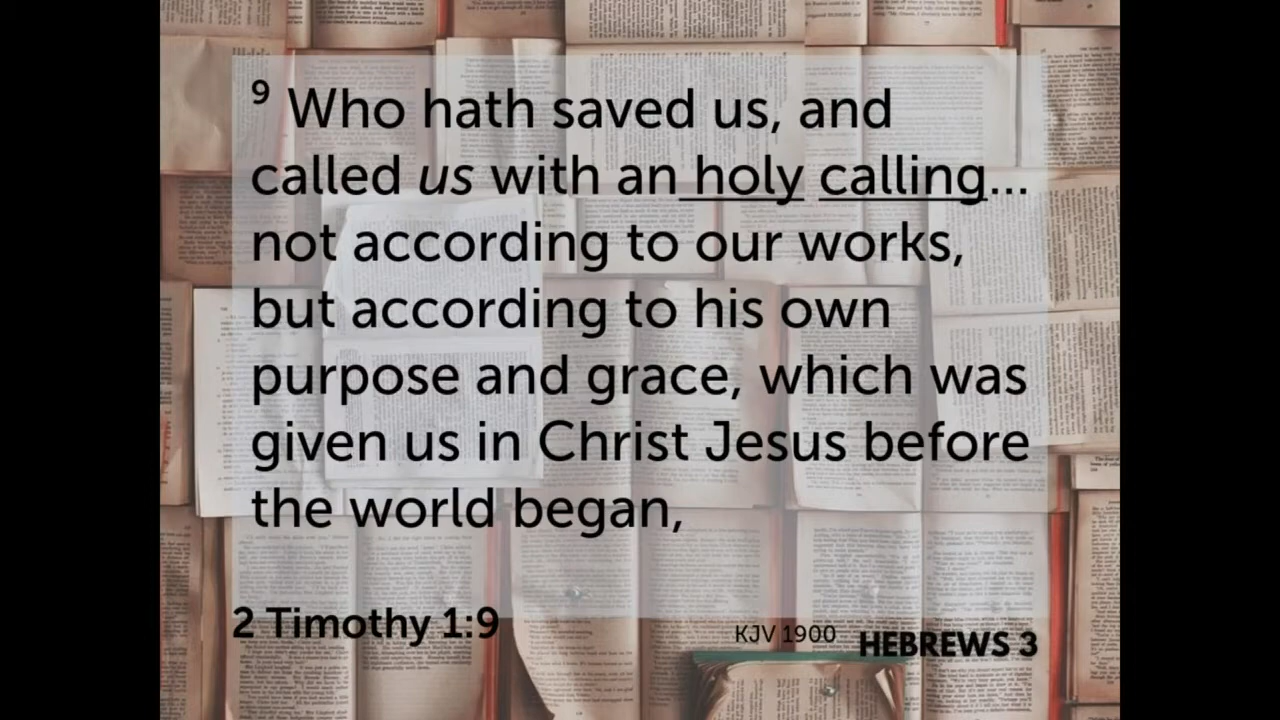 9 Who hath saved us, and
called us with an holy calling...
not according to our works,
but according to his own
purpose and grace, which was
given us in Christ Jesus before
the world began,
2 Timothy 1:9
KJV 1900
HEBREWS 3